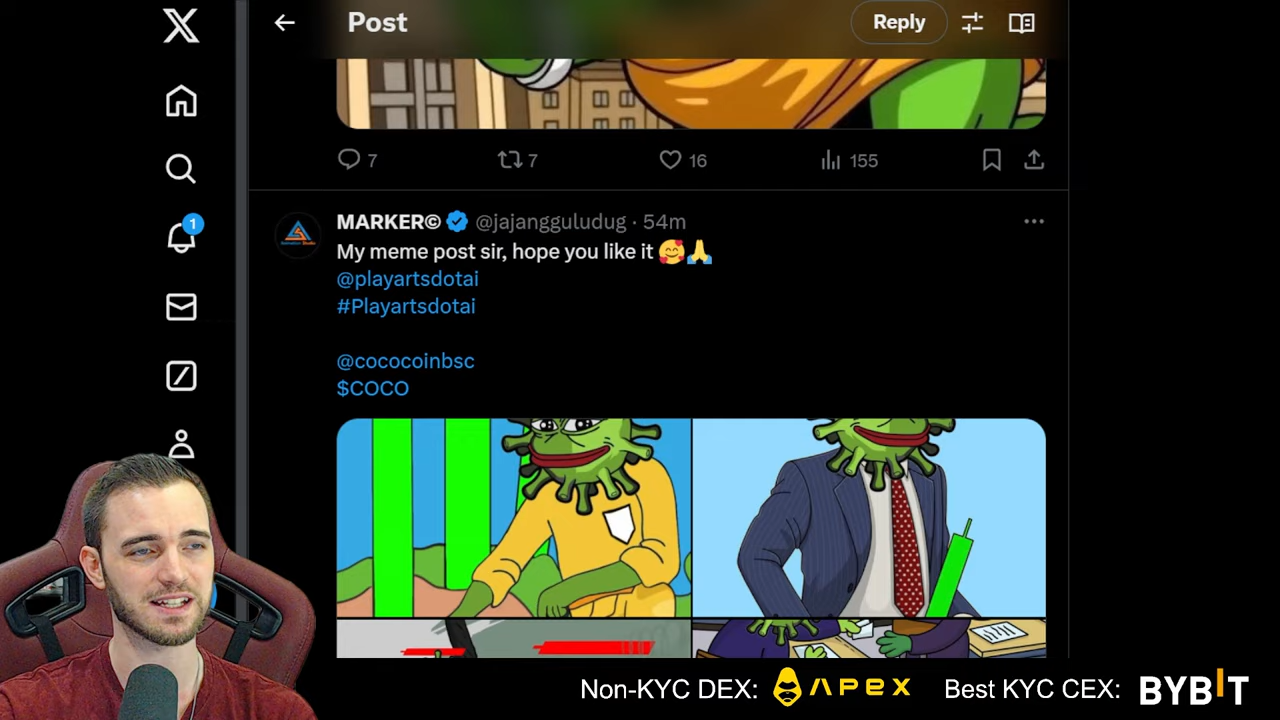 Post
Reply
7
7
16
155
1
MARKER© @jajangguludug · 54m
My meme post sir, hope you like it 🥰🙏
@playartsdotai
#Playartsdotai
@cococoinbsc
$COCO
Non-KYC DEX: APEX Best KYC CEX: BYBIT